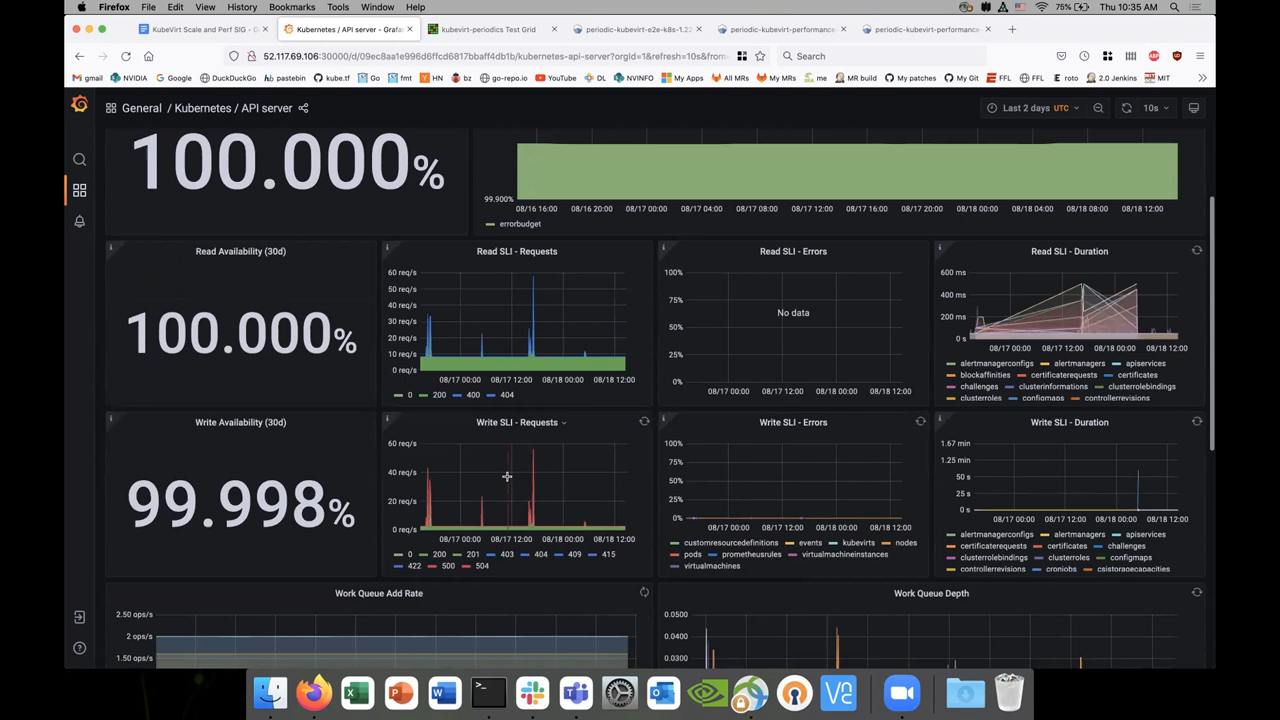 Firefox File Edit View History Bookmarks Tools Window Help 75% Thu 10:35 AM
KubeVirt Scale and Perf SIG - G Kubernetes / API server - Grafan kubevirt-periodics Test Grid periodic-kubevirt-e2e-k8s-1.22 periodic-kubevirt-performance- periodic-kubevirt-performance-
52.117.69.106:30000/d/09ec8aa1e996d6ffcd6817bbaff4db1b/kubernetes-api-server?orgId=1&refresh=10s&from= Search
gmail NVIDIA Google DuckDuckGo pastebin kube.tf Go fmt HN bz go-repo.io YouTube DL NVINFO My Apps All MRs me MR build My patches My Git EFL FFL roto 2.0 Jenkins MIT
General / Kubernetes / API server Last 2 days UTC 10s
100.000%
99.900%
08/16 16:00 08/16 20:00 08/17 00:00 08/17 04:00 08/17 08:00 08/17 12:00 08/17 16:00 08/17 20:00 08/18 00:00 08/18 04:00 08/18 08:00 08/18 12:00
errorbudget
Read Availability (30d)
100.000%
Read SLI - Requests
60 req/s
50 req/s
40 req/s
30 req/s
20 req/s
10 req/s
0 req/s
08/17 00:00 08/17 12:00 08/18 00:00 08/18 12:00
0 200 400 404
Read SLI - Errors
100%
75%
No data
50%
25%
0%
08/17 00:00 08/17 12:00 08/18 00:00 08/18 12:00
Read SLI - Duration
600 ms
400 ms
200 ms
0 s
08/17 00:00 08/17 12:00 08/18 00:00 08/18 12:00
alertmanagerconfigs alertmanagers apiservices
blockaffinities certificaterequests certificates
challenges clusterinformations clusterrolebindings
clusterroles configmaps controllerrevisions
Write Availability (30d)
99.998%
Write SLI - Requests
60 req/s
40 req/s
20 req/s
0 req/s
08/17 00:00 08/17 12:00 08/18 00:00 08/18 12:00
0 200 201 403 404 409 415
422 500 504
Write SLI - Errors
100%
75%
50%
25%
0%
08/17 00:00 08/17 12:00 08/18 00:00 08/18 12:00
customresourcedefinitions events kubevirts nodes
pods prometheusrules virtualmachineinstances
virtualmachines
Write SLI - Duration
1.67 min
1.25 min
50 s
25 s
0 s
08/17 00:00 08/17 12:00 08/18 00:00 08/18 12:00
alertmanagerconfigs alertmanagers apiservices
certificaterequests certificates challenges
clusterrolebindings clusterroles configmaps
controllerrevisions cronjobs csistoragecapacities
Work Queue Add Rate
2.50 ops/s
2 ops/s
1.50 ops/s
Work Queue Depth
0.0500
0.0400
0.0300